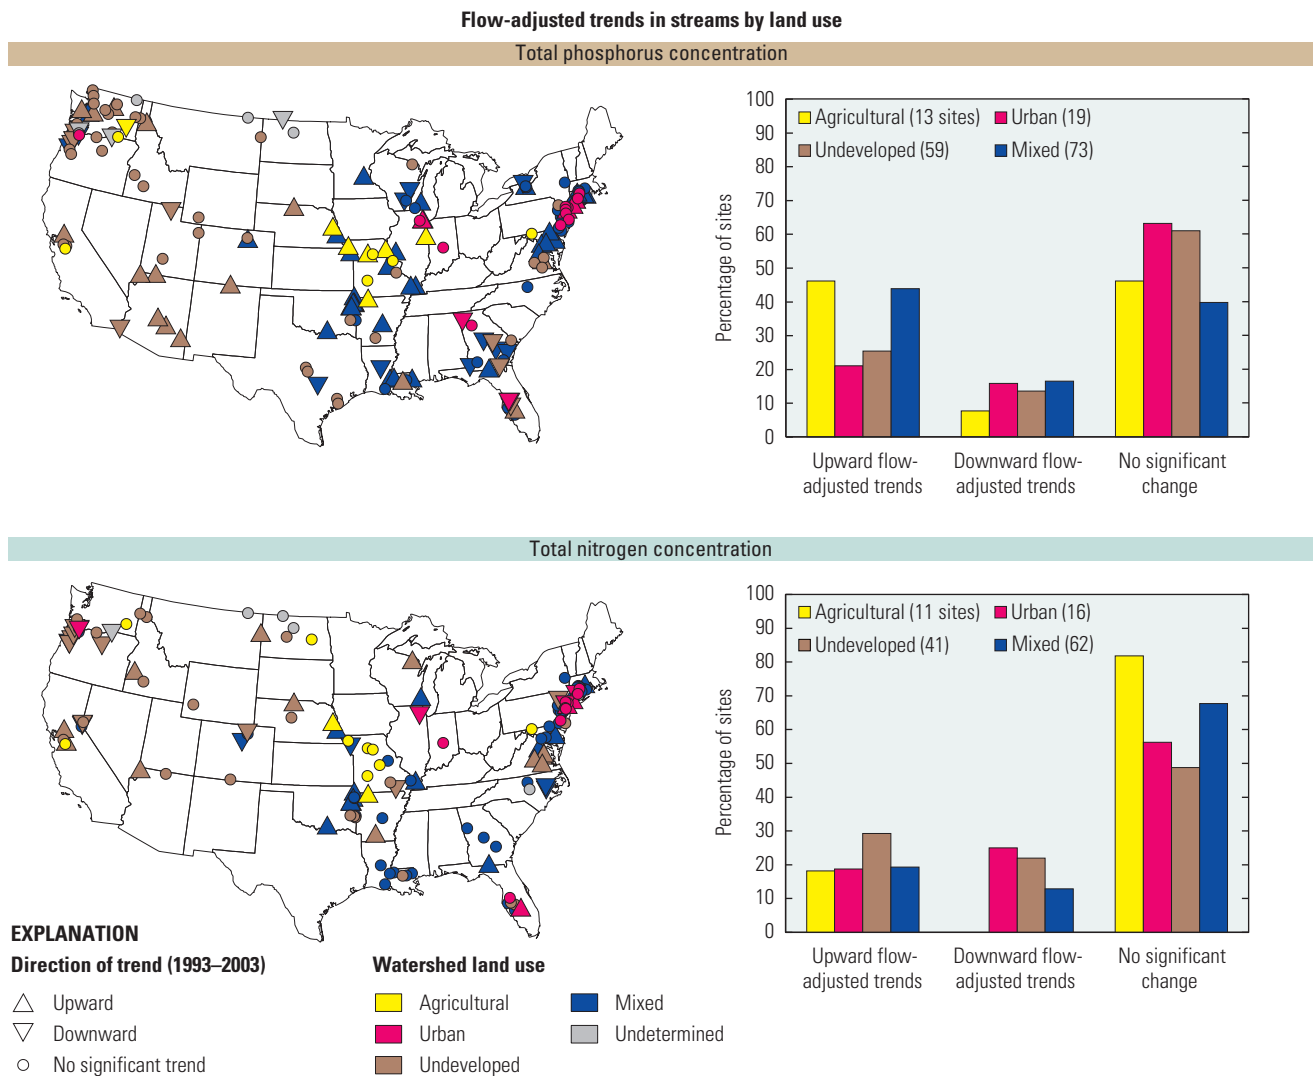 Flow-adjusted trends in streams by land use
Total phosphorus concentration
Percentage of sites
100
90
80
70
60
50
40
30
20
10
0
Agricultural (13 sites)
Urban (19)
Undeveloped (59)
Mixed (73)
Upward flow-
adjusted trends
Downward flow-
adjusted trends
No significant
change
Total nitrogen concentration
Percentage of sites
100
90
80
70
60
50
40
30
20
10
0
Agricultural (11 sites)
Urban (16)
Undeveloped (41)
Mixed (62)
Upward flow-
adjusted trends
Downward flow-
adjusted trends
No significant
change
EXPLANATION
Direction of trend (1993–2003)
Upward
Downward
No significant trend
Watershed land use
Agricultural
Urban
Undeveloped
Mixed
Undetermined